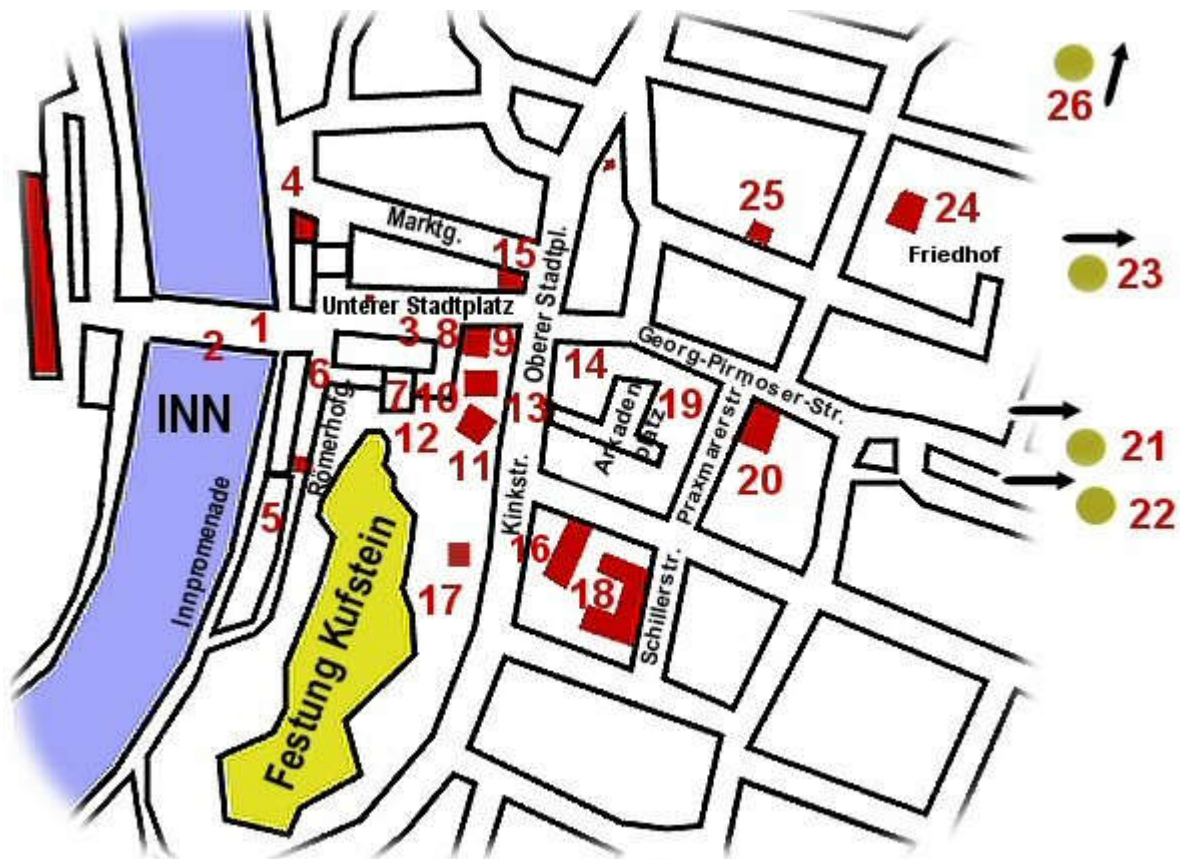 26
4
25
24
Marktg.
Friedhof
23
15
Oberer Stadtpl.
Unterer Stadtplatz
1
2
3
8
9
Georg-Pirmoser-Str.
14
6
7
10
13
19
INN
Arkaden
Platz
Praxmarerstr.
12
11
20
21
22
Römerhofg.
5
Kinkstr.
16
Innpromenade
Festung Kufstein
17
18
Schillerstr.